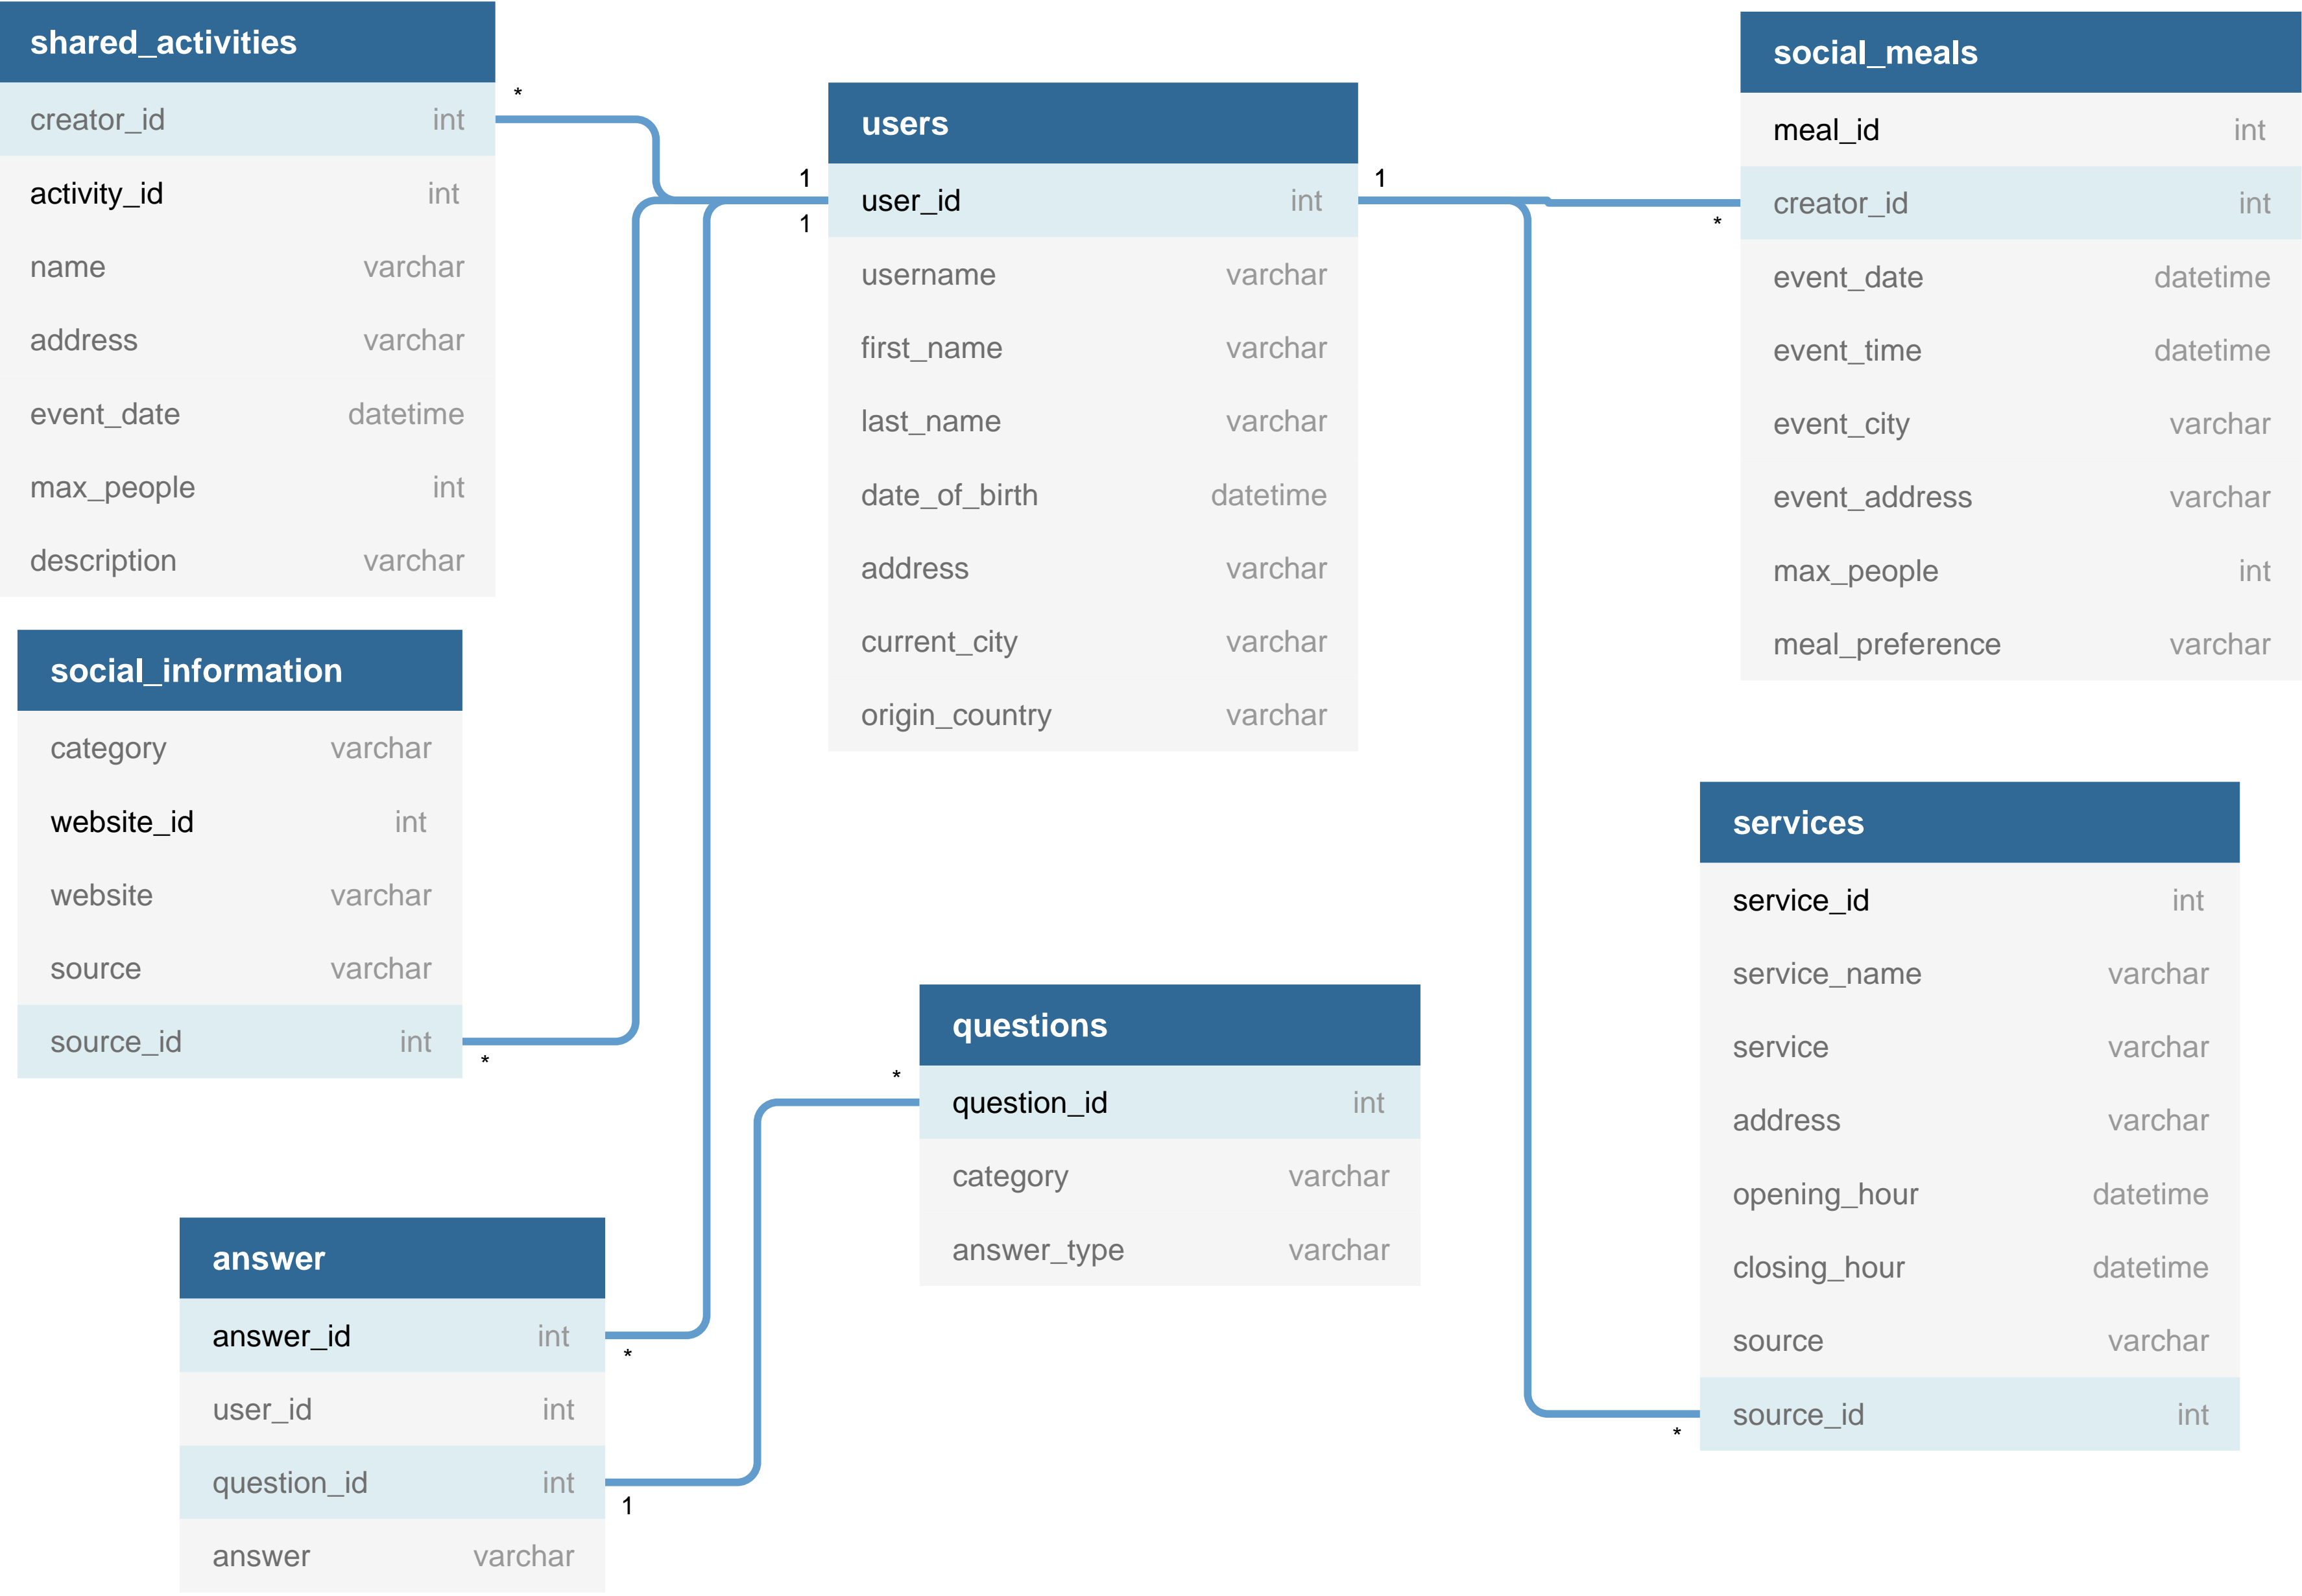 shared_activities
creator_id int
activity_id int
name varchar
address varchar
event_date datetime
max_people int
description varchar
*
1
1
users
user_id int
username varchar
first_name varchar
last_name varchar
date_of_birth datetime
address varchar
current_city varchar
origin_country varchar
1
*
social_meals
meal_id int
creator_id int
event_date datetime
event_time datetime
event_city varchar
event_address varchar
max_people int
meal_preference varchar
social_information
category varchar
website_id int
website varchar
source varchar
source_id int
*
services
service_id int
service_name varchar
service varchar
address varchar
opening_hour datetime
closing_hour datetime
source varchar
source_id int
*
*
questions
question_id int
category varchar
answer_type varchar
answer
answer_id int
user_id int
question_id int
answer varchar
*
1